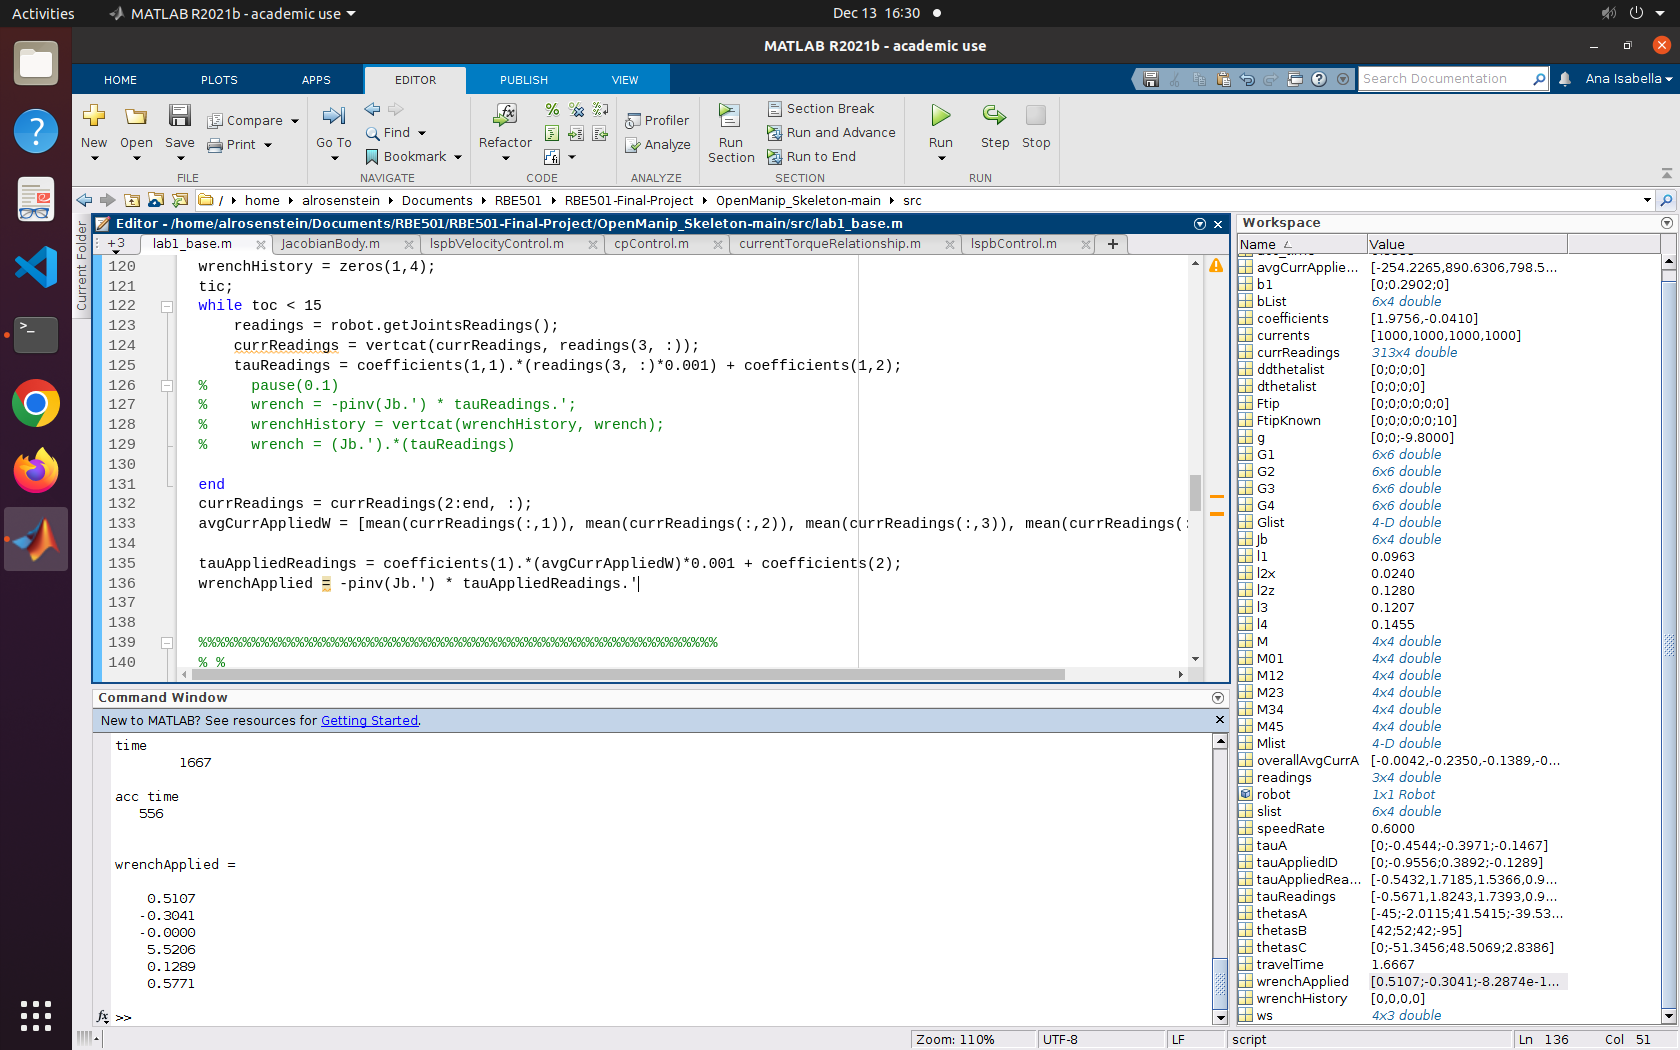 Activities MATLAB R2021b - academic use Dec 13 16:30
MATLAB R2021b - academic use
HOME PLOTS APPS EDITOR PUBLISH VIEW Search Documentation Ana Isabella
New Open Save Compare Print Go To Find Bookmark Refactor Profiler Analyze Run Section Section Break Run and Advance Run to End Run Step Stop
FILE NAVIGATE CODE ANALYZE SECTION RUN
/ home alrosenstein Documents RBE501 RBE501-Final-Project OpenManip_Skeleton-main src
Current Folder
Editor - /home/alrosenstein/Documents/RBE501/RBE501-Final-Project/OpenManip_Skeleton-main/src/lab1_base.m
+3 lab1_base.m JacobianBody.m lspbVelocityControl.m cpControl.m currentTorqueRelationship.m lspbControl.m +
120 wrenchHistory = zeros(1,4);
121 tic;
122 while toc < 15
123 readings = robot.getJointsReadings();
124 currReadings = vertcat(currReadings, readings(3, :));
125 tauReadings = coefficients(1,1).*(readings(3, :)*0.001) + coefficients(1,2);
126 % pause(0.1)
127 % wrench = -pinv(Jb.') * tauReadings.';
128 % wrenchHistory = vertcat(wrenchHistory, wrench);
129 % wrench = (Jb.').*(tauReadings)
130
131 end
132 currReadings = currReadings(2:end, :);
133 avgCurrAppliedW = [mean(currReadings(:,1)), mean(currReadings(:,2)), mean(currReadings(:,3)), mean(currReadings(:
134
135 tauAppliedReadings = coefficients(1).*(avgCurrAppliedW)*0.001 + coefficients(2);
136 wrenchApplied = -pinv(Jb.') * tauAppliedReadings.'
137
138
139 %%%%%%%%%%%%%%%%%%%%%%%%%%%%%%%%%%%%%%%%%%%%%%%%%%%%%%%%%%
140 % %
Command Window
New to MATLAB? See resources for Getting Started.
time
1667
acc time
556
wrenchApplied =
0.5107
-0.3041
-0.0000
5.5206
0.1289
0.5771
fx >>
Workspace
Name Value
avgCurrApplie... [-254.2265,890.6306,798.5...
b1 [0;0.2902;0]
bList 6x4 double
coefficients [1.9756,-0.0410]
currents [1000,1000,1000,1000]
currReadings 313x4 double
ddthetalist [0;0;0;0]
dthetalist [0;0;0;0]
Ftip [0;0;0;0;0;0]
FtipKnown [0;0;0;0;0;10]
g [0;0;-9.8000]
G1 6x6 double
G2 6x6 double
G3 6x6 double
G4 6x6 double
Glist 4-D double
Jb 6x4 double
l1 0.0963
l2x 0.0240
l2z 0.1280
l3 0.1207
l4 0.1455
M 4x4 double
M01 4x4 double
M12 4x4 double
M23 4x4 double
M34 4x4 double
M45 4x4 double
Mlist 4-D double
overallAvgCurrA [-0.0042,-0.2350,-0.1389,-0...
readings 3x4 double
robot 1x1 Robot
slist 6x4 double
speedRate 0.6000
tauA [0;-0.4544;-0.3971;-0.1467]
tauAppliedID [0;-0.9556;0.3892;-0.1289]
tauAppliedRea... [-0.5432,1.7185,1.5366,0.9...
tauReadings [-0.5671,1.8243,1.7393,0.9...
thetasA [-45;-2.0115;41.5415;-39.53...
thetasB [42;52;42;-95]
thetasC [0;-51.3456;48.5069;2.8386]
travelTime 1.6667
wrenchApplied [0.5107;-0.3041;-8.2874e-1...
wrenchHistory [0,0,0,0]
ws 4x3 double
Zoom: 110% UTF-8 LF script Ln 136 Col 51